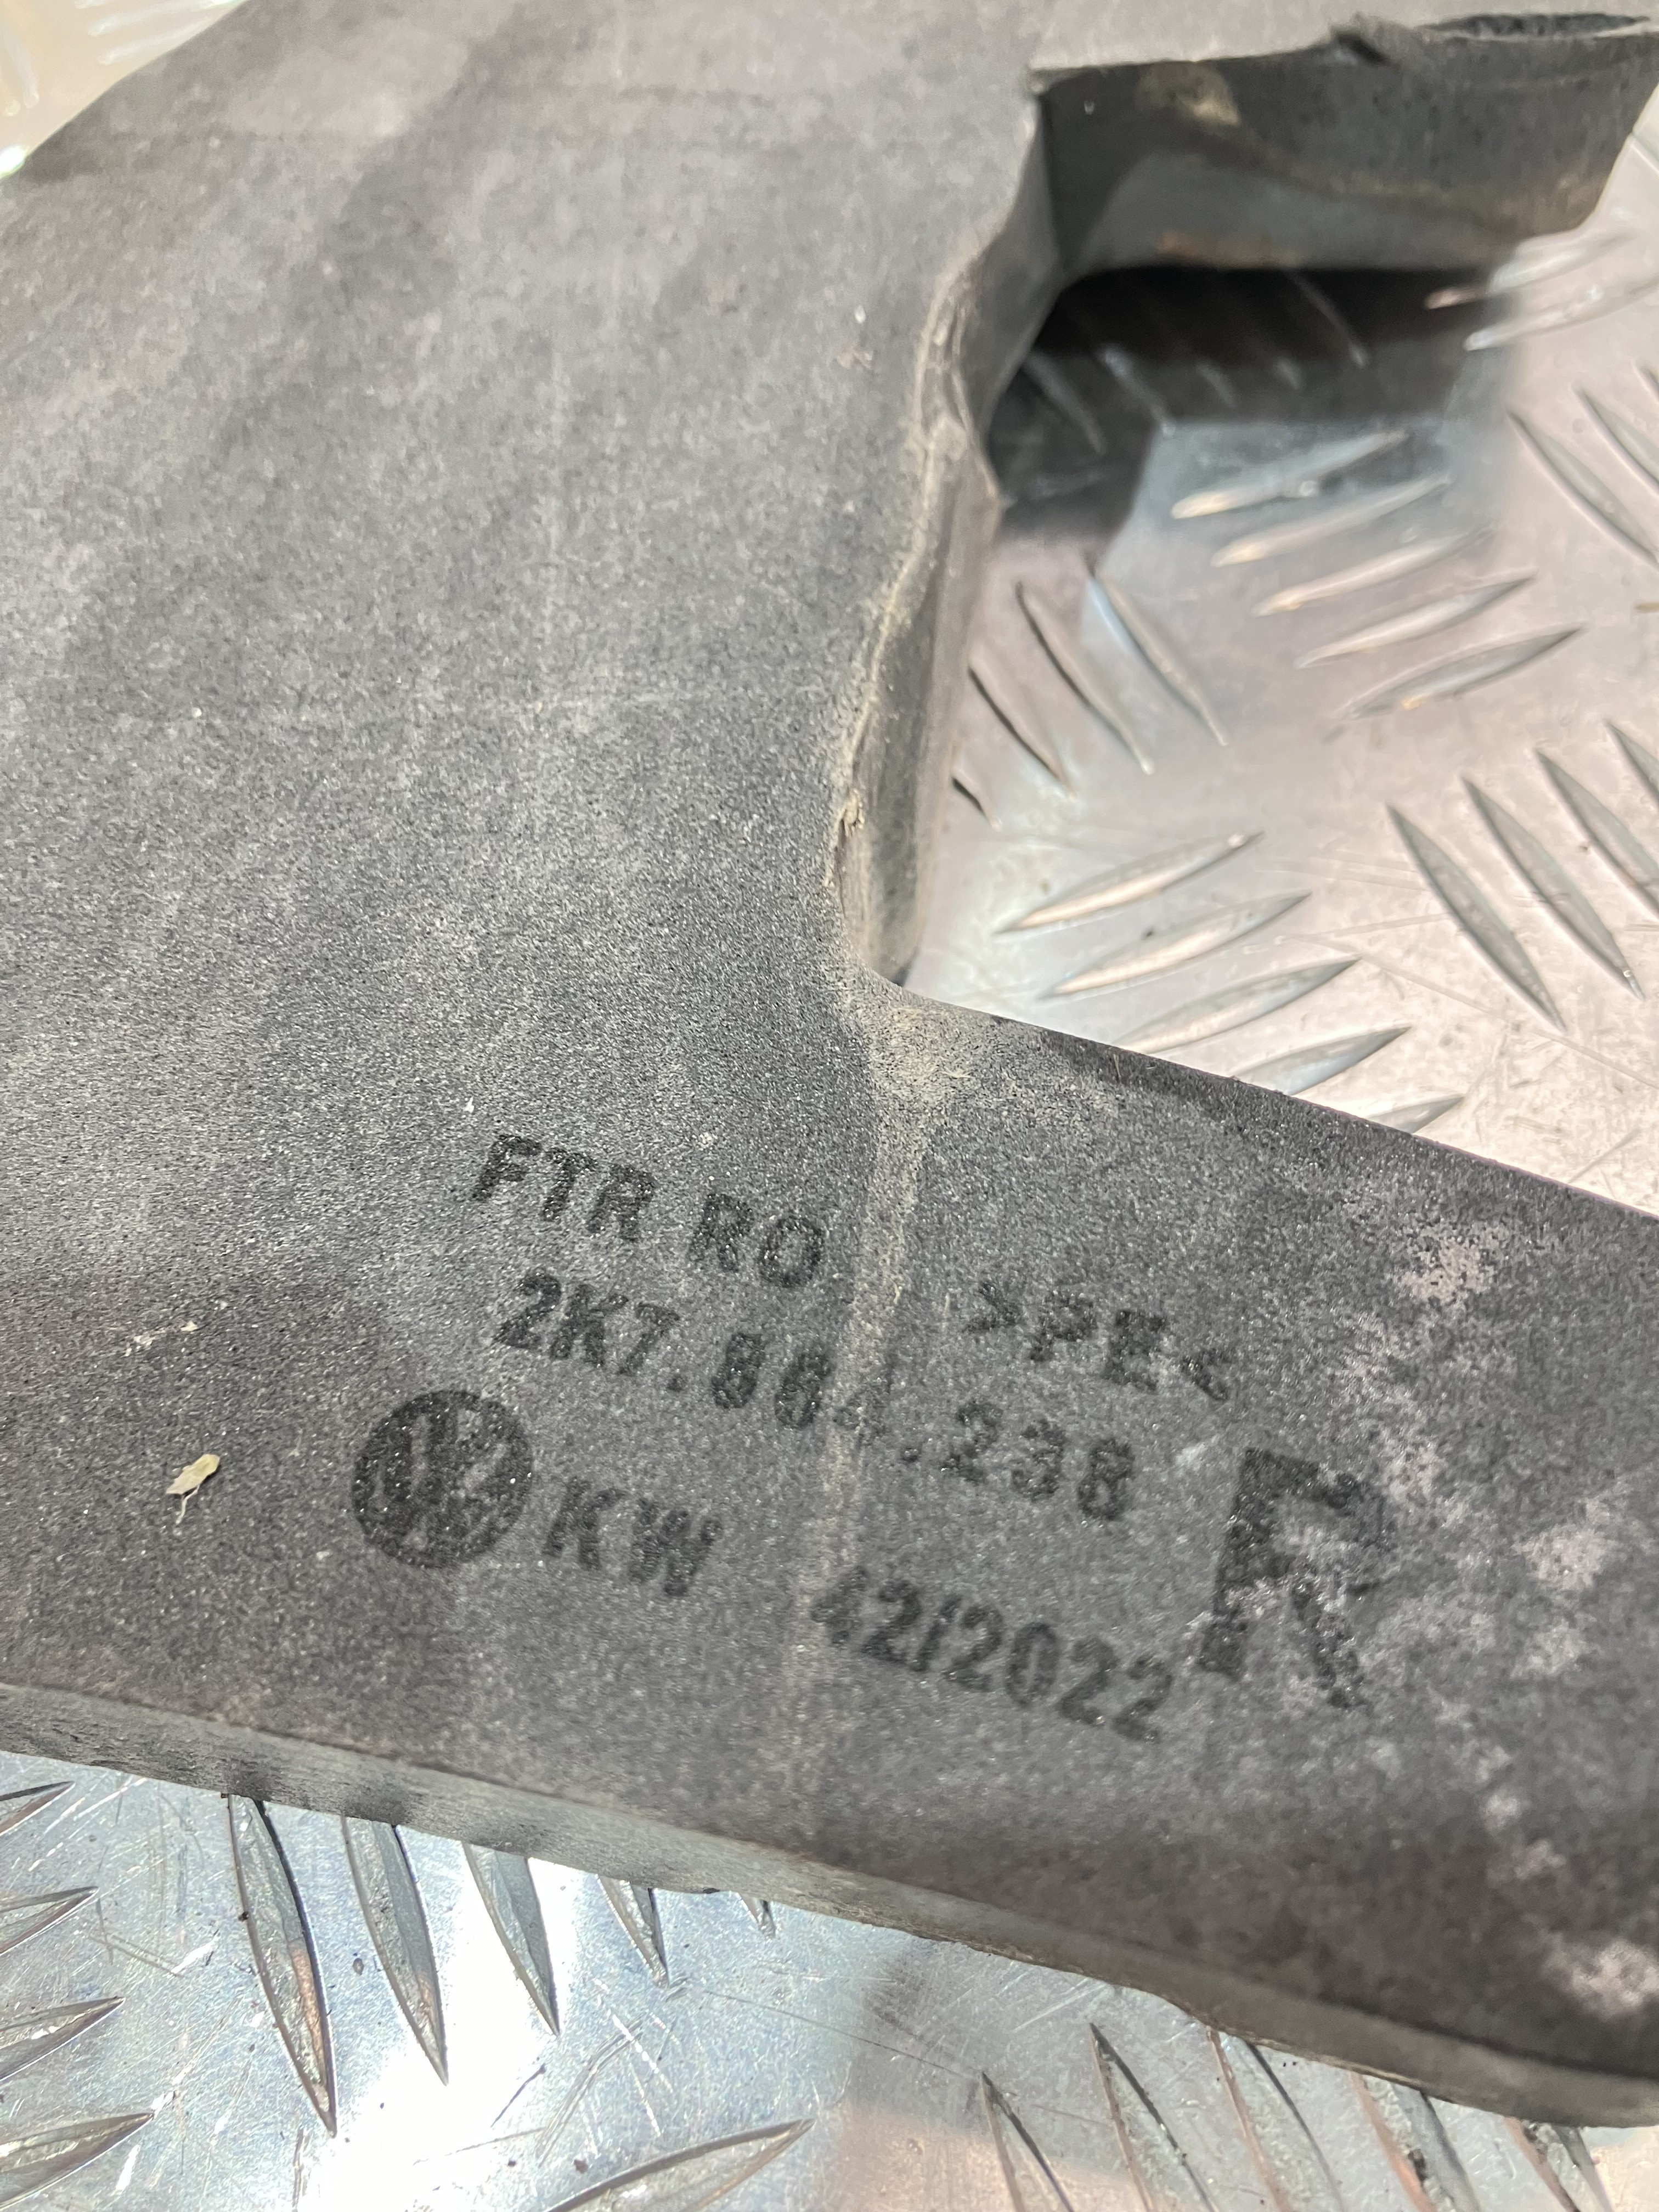 FTR RO
>PE<
2K7.864.238
KW 42/2022
R